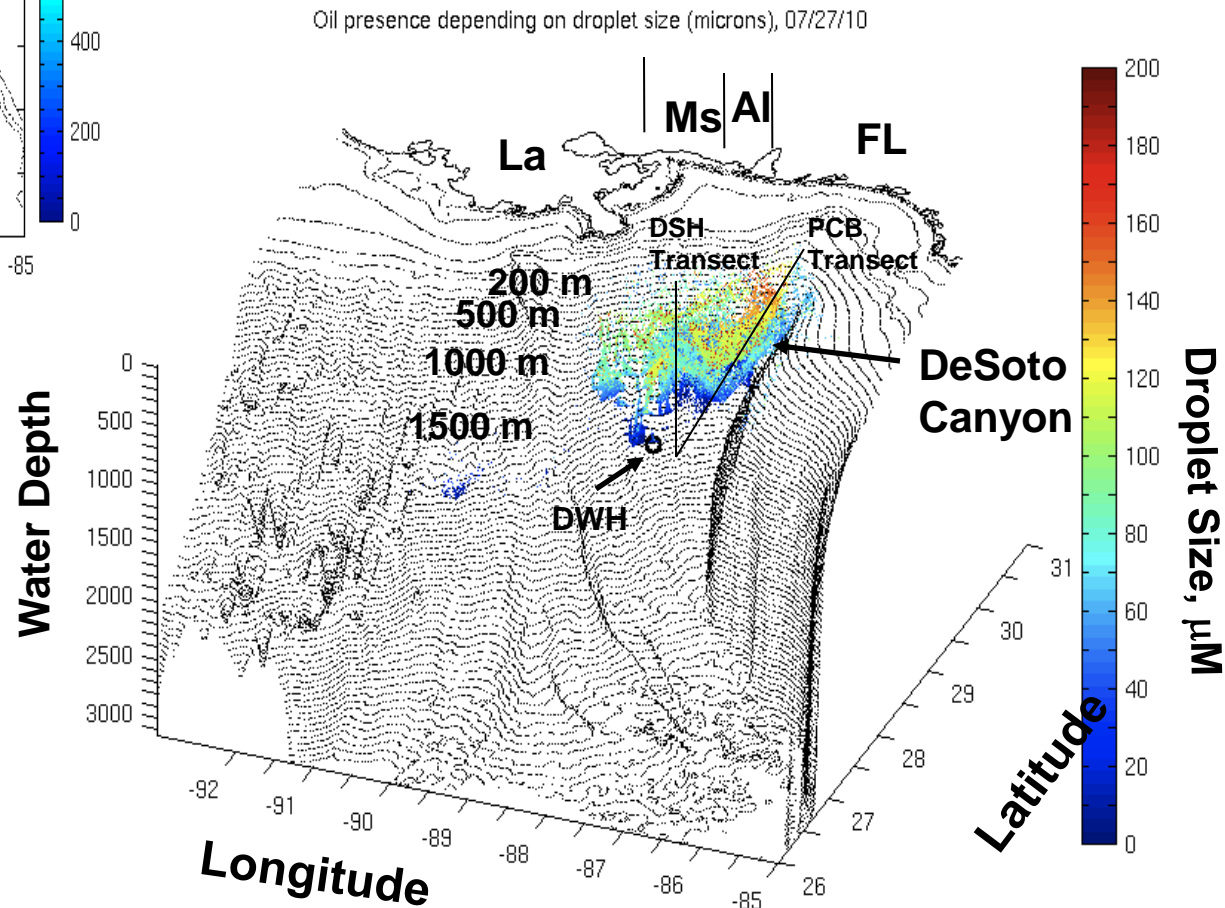 Oil presence depending on droplet size (microns), 07/27/10
400
200
0
-85
Ms
Al
La
FL
DSH
Transect
PCB
Transect
200 m
500 m
1000 m
1500 m
DWH
DeSoto
Canyon
Water Depth
0
500
1000
1500
2000
2500
3000
-92
-91
-90
-89
-88
-87
-86
-85
Longitude
26
27
28
29
30
31
Latitude
200
180
160
140
120
100
80
60
40
20
0
Droplet Size, μM